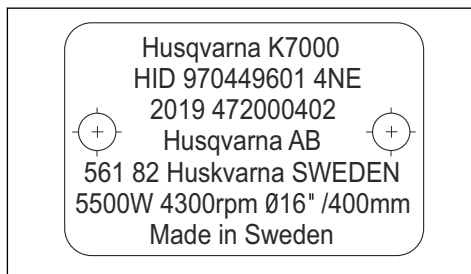 Husqvarna K7000
HID 970449601 4NE
2019 472000402
Husqvarna AB
561 82 Huskvarna SWEDEN
5500W 4300rpm Ø16" /400mm
Made in Sweden